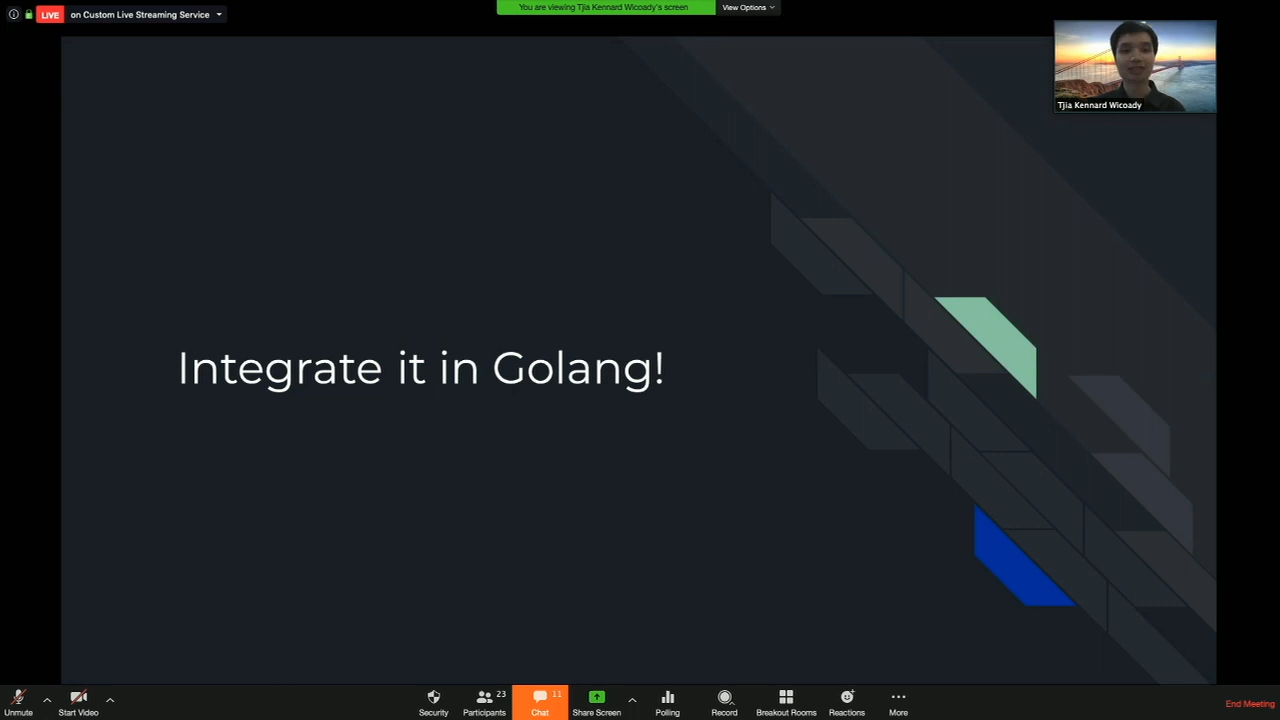 LIVE on Custom Live Streaming Service
You are viewing Tjia Kennard Wicoady's screen
View Options
Tjia Kennard Wicoady
Integrate it in Golang!
Unmute
Start Video
Security
Participants 23
Chat 11
Share Screen
Polling
Record
Breakout Rooms
Reactions
More
End Meeting